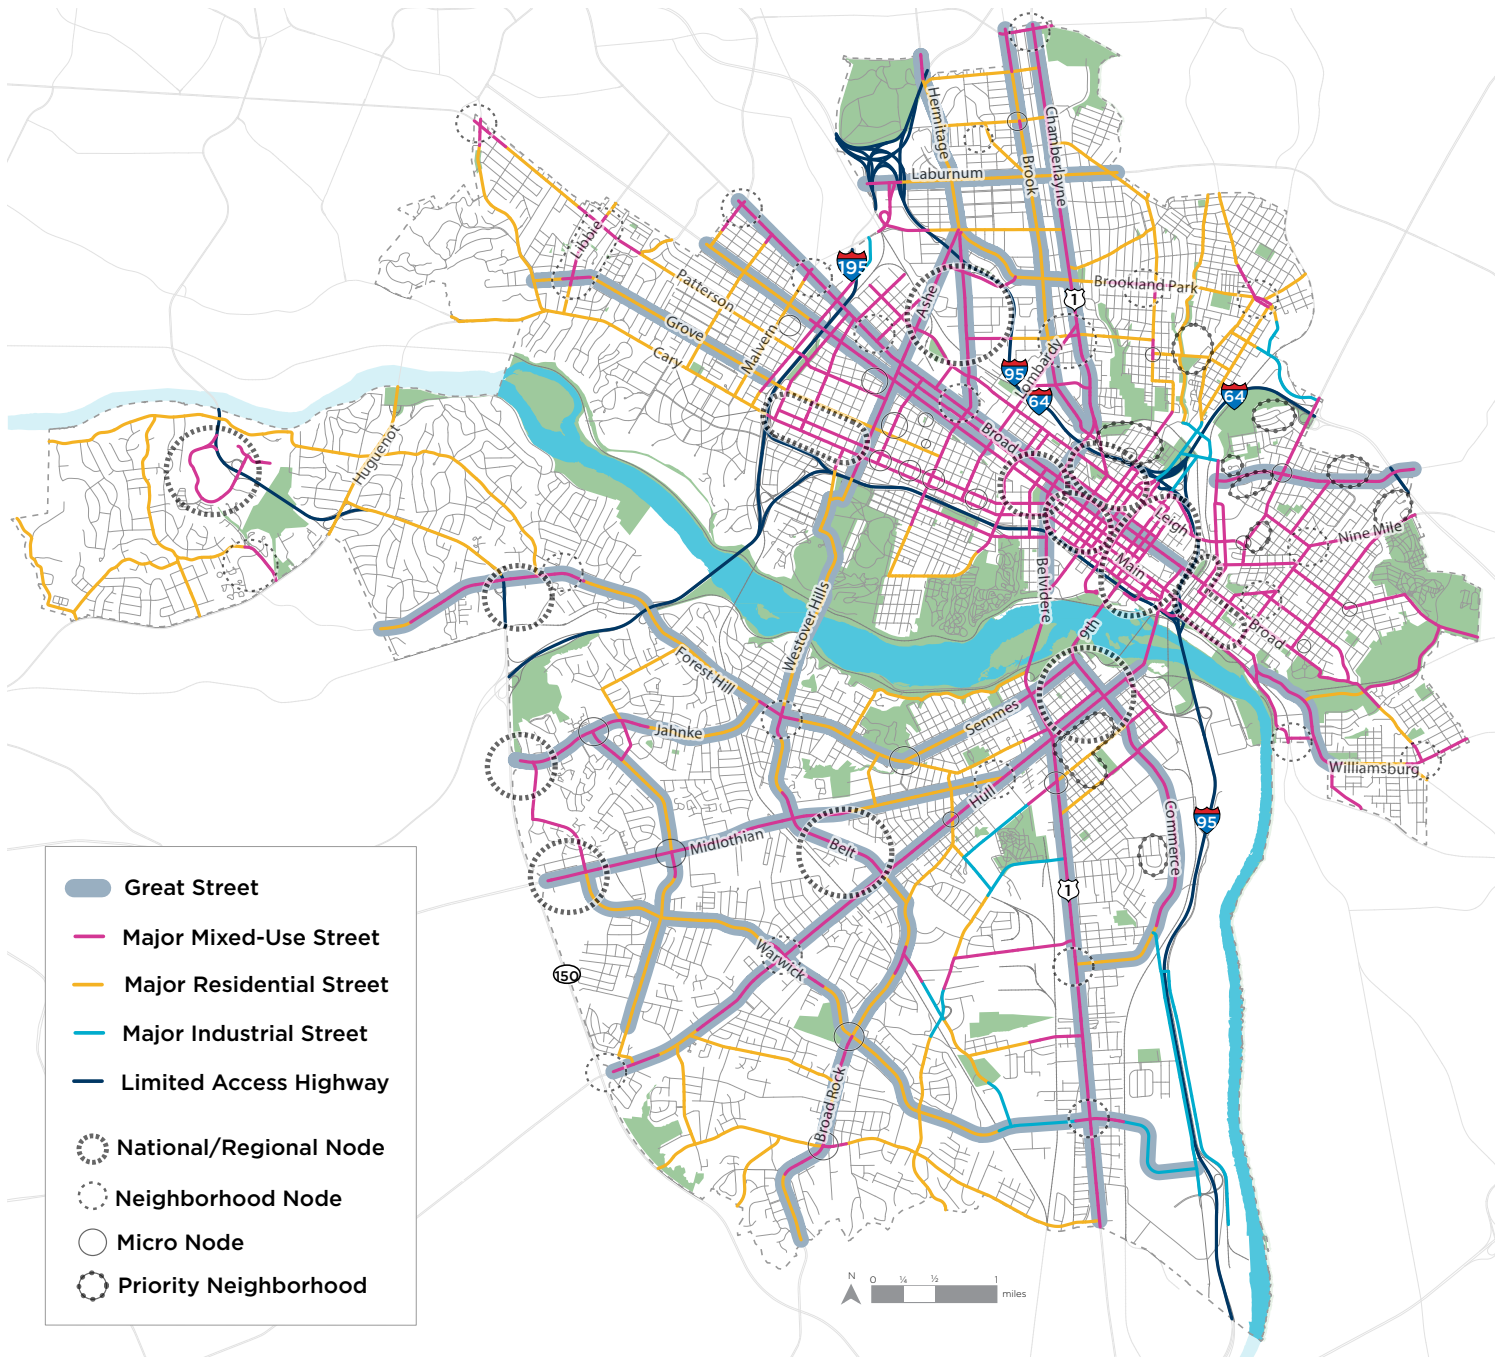 Hermitage
Chamberlayne
Brook
Laburnum
Libbie
195
Patterson
Ashe
Brookland Park
1
Grove
Malvern
Cary
Lombardy
95
64
64
Broad
Huguenot
Leigh
Nine Mile
Main
Belvidere
Westover Hills
9th
Broad
Forest Hill
Semmes
Jahnke
Williamsburg
Hull
Commerce
95
Midlothian
Belt
1
Warwick
150
Broad Rock
Great Street
Major Mixed-Use Street
Major Residential Street
Major Industrial Street
Limited Access Highway
National/Regional Node
Neighborhood Node
Micro Node
Priority Neighborhood
N
0 ¼ ½ 1
miles